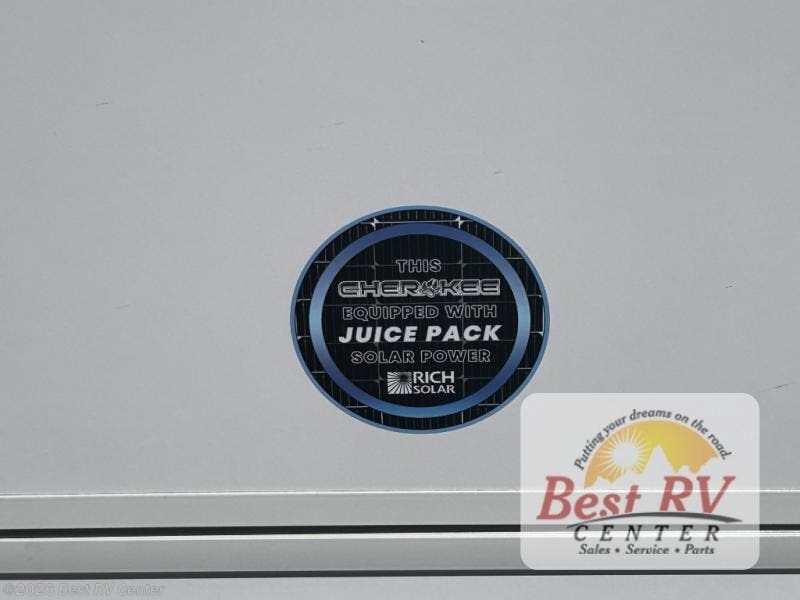 THIS
CHEROKEE
EQUIPPED WITH
JUICE PACK
SOLAR POWER
RICH
SOLAR
Putting your dreams on the road.
Best RV
CENTER
Sales • Service • Parts
©2026 Best RV Center